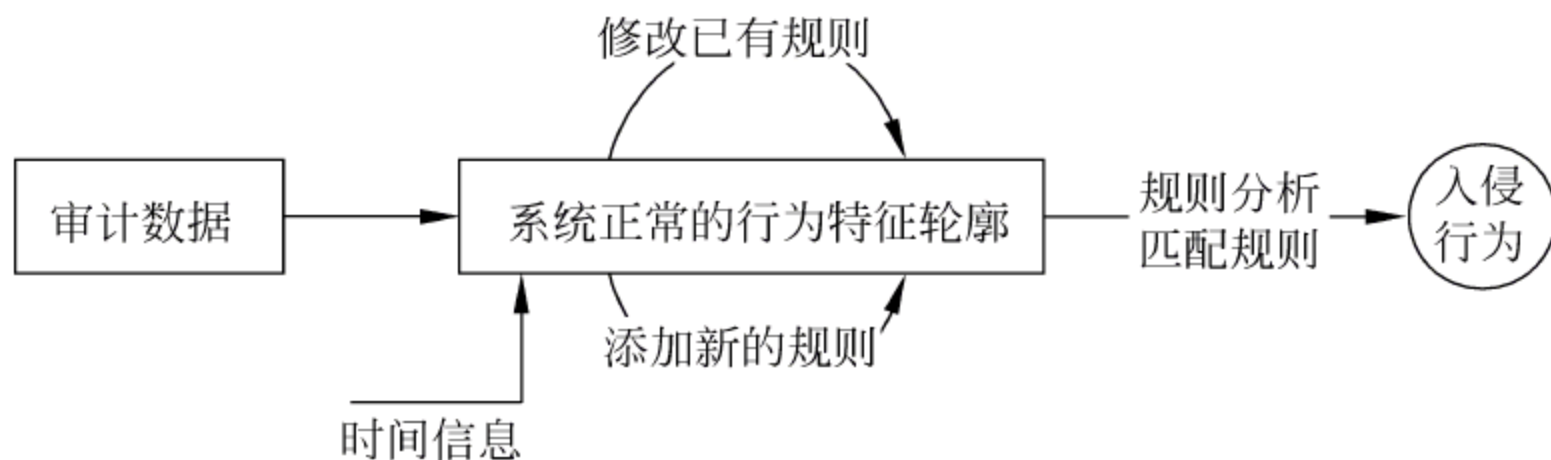 修改已有规则
审计数据
系统正常的行为特征轮廓
规则分析
匹配规则
入侵
行为
添加新的规则
时间信息